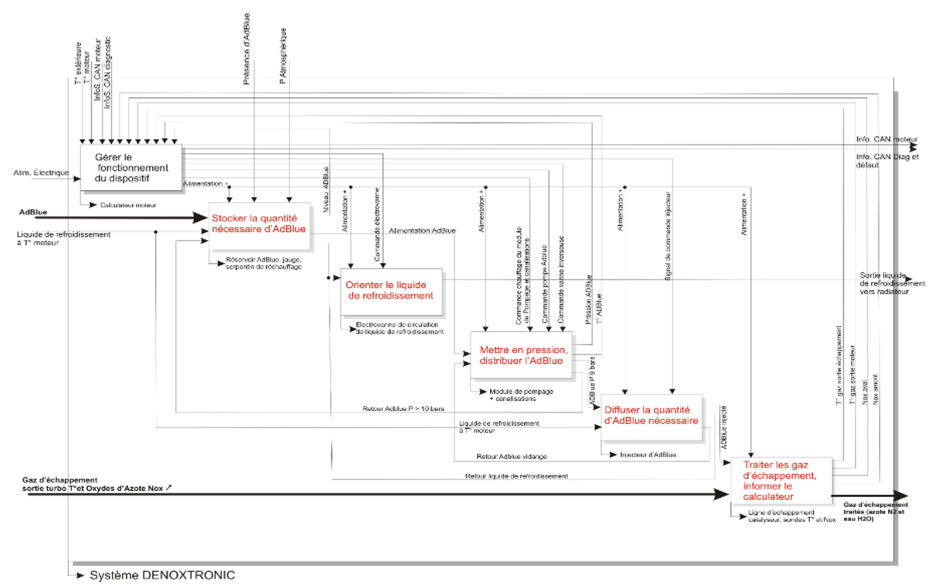 T° extérieure
T° moteur
InfoS. CAN moteur
InfoS. CAN diagnostic
Présence d'AdBlue
P.Atmosphérique
Gérer le
fonctionnement
du dispositif
Alim. Électrique
Calculateur moteur
Info. CAN moteur
Info. CAN Diag et
défaut
Alimentation +
AdBlue
Liquide de refroidissement
à T° moteur
Stocker la quantité
nécessaire d'AdBlue
Réservoir AdBlue, jauge,
serpentin de réchauffage
Niveau ADBlue
Alimentation +
Commande électrovanne
Alimentation AdBlue
Orienter le liquide
de refroidissement
Electrovanne de circulation
de liquide de refroidissement
Sortie liquide
de refroidissement
vers radiateur
Alimentation +
Commance chauffage du module
de Pompage et canalisations
Commande pompe Adblue
Commande vanne inverseuse
Pression ADBlue
T° ADBlue
Alimentation +
Signal de commande injecteur
Alimentation +
Mettre en pression,
distribuer l'AdBlue
Module de pompage
+ canalisations
ADBlue P 9 bars
Retour Adblue P > 10 bars
Liquide de refroidissement
à T° moteur
Diffuser la quantité
d'AdBlue nécessaire
Injecteur d'AdBlue
ADBlue injecté
Retour Adblue vidange
Retour liquide de refroidissement
T° gaz sortie échappement
T° gaz sortie moteur
Nox aval
Nox amont
Gaz d'échappement
sortie turbo T°et Oxydes d'Azote Nox ↗
Traiter les gaz
d'échappement,
informer le
calculateur
Ligne d'echappement
catalyseur, sondes T° et Nox
Gaz d'échappement
traités (azote N2 et
eau H2O)
Système DENOXTRONIC